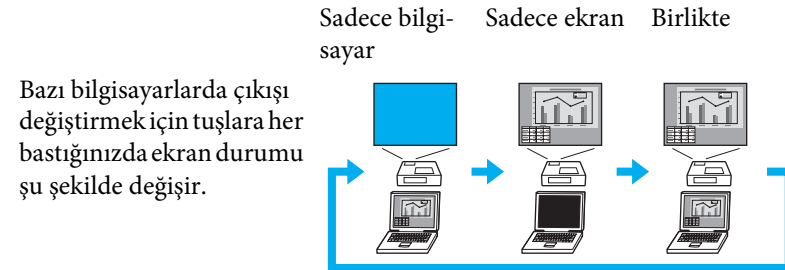 Sadece bilgi-
sayar
Sadece ekran
Birlikte
Bazı bilgisayarlarda çıkışı
değiştirmek için tuşlara her
bastığınızda ekran durumu
şu şekilde değişir.